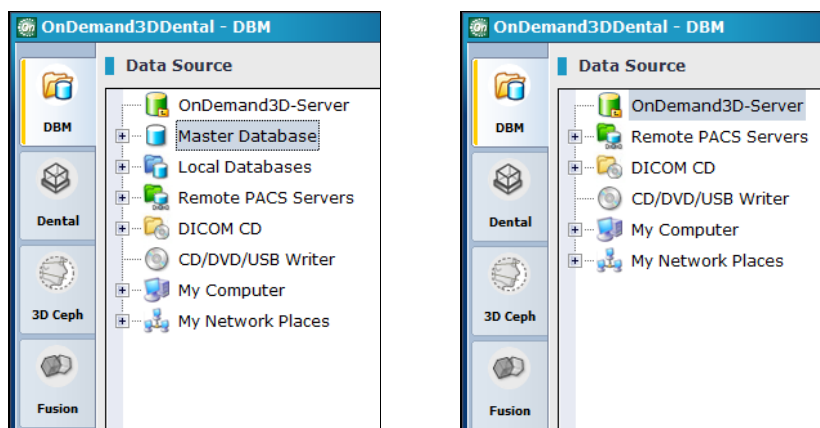 OnDemand3DDental - DBM
Data Source
DBM
Dental
3D Ceph
Fusion
OnDemand3D-Server
Master Database
Local Databases
Remote PACS Servers
DICOM CD
CD/DVD/USB Writer
My Computer
My Network Places
OnDemand3DDental - DBM
Data Source
DBM
Dental
3D Ceph
Fusion
OnDemand3D-Server
Remote PACS Servers
DICOM CD
CD/DVD/USB Writer
My Computer
My Network Places